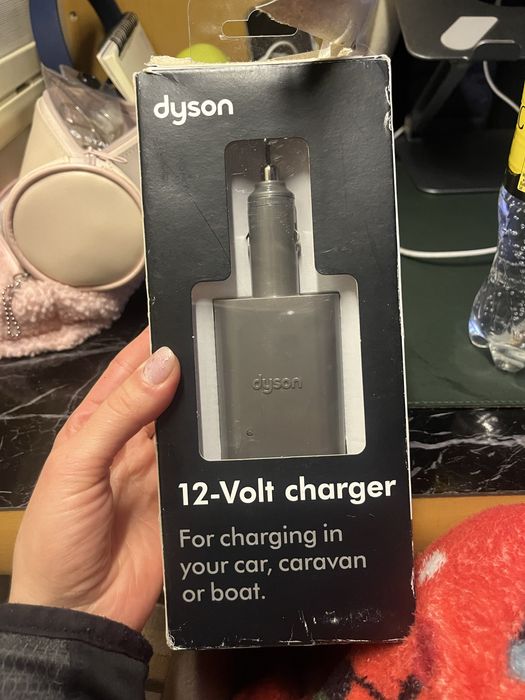 dyson
dyson
12-Volt charger
For charging in
your car, caravan
or boat.